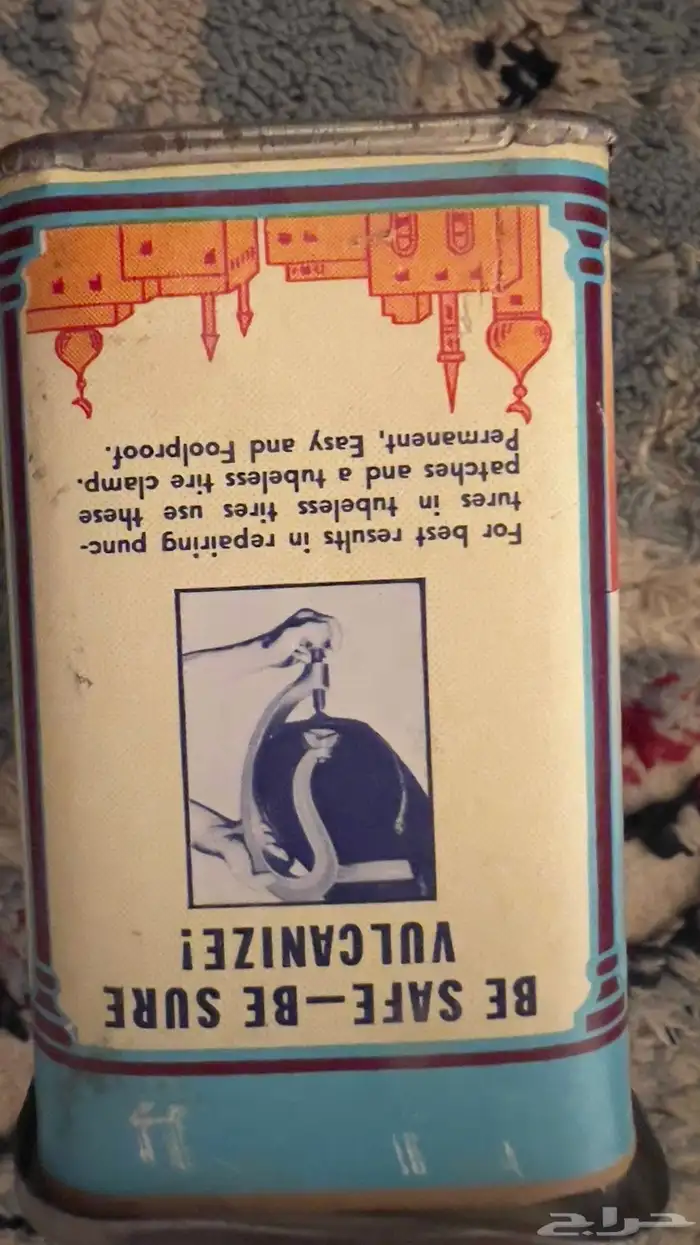 BE SAFE—BE SURE
VULCANIZE!
For best results in repairing punc-
tures in tubeless tires use these
patches and a tubeless tire clamp.
Permanent, Easy and Foolproof.
حراج